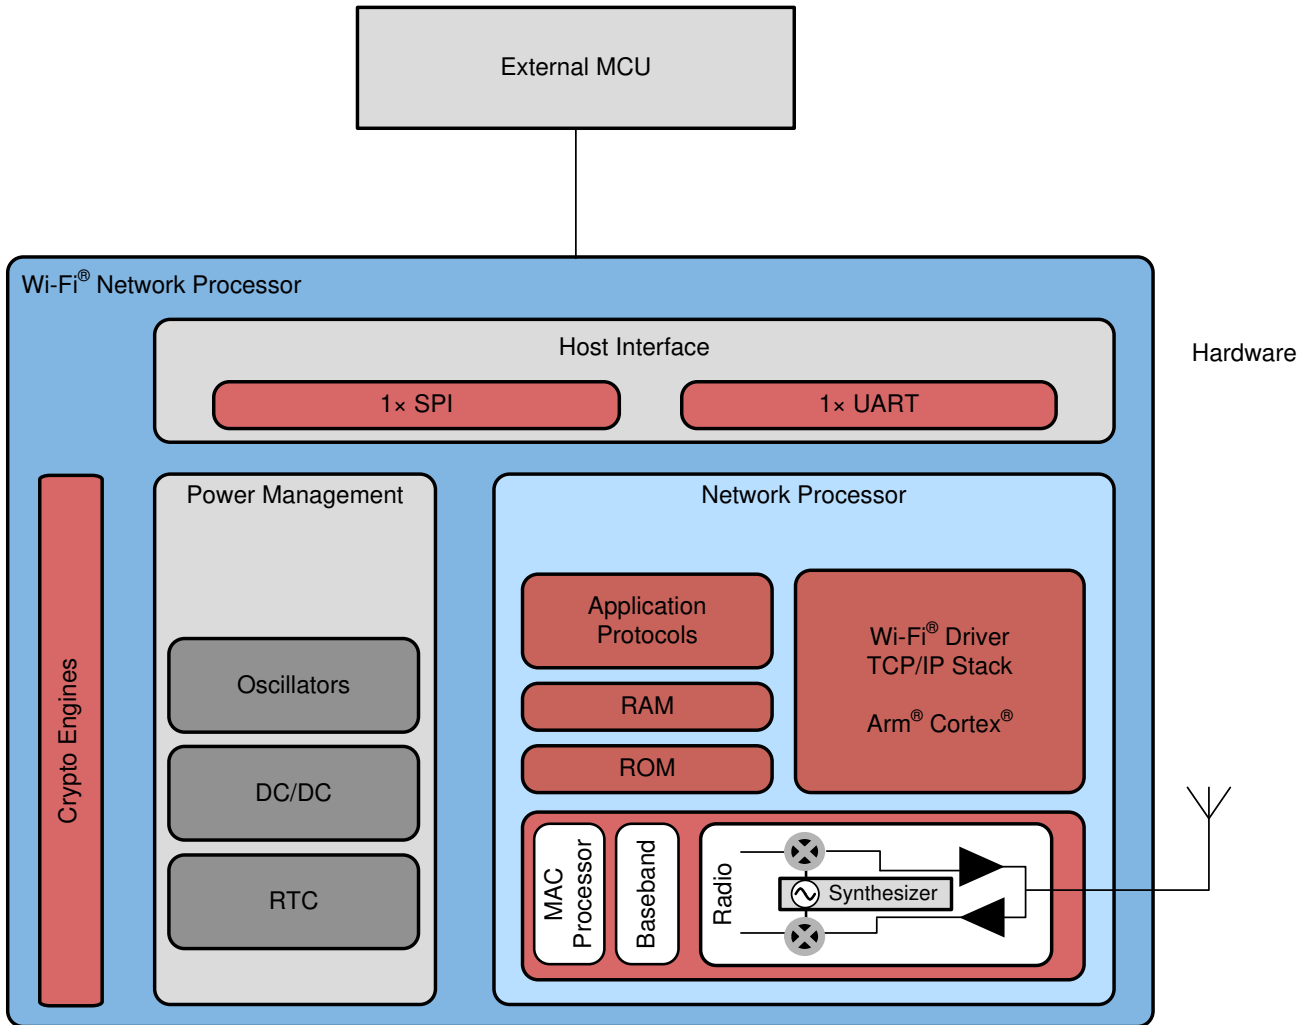 External MCU
Wi-Fi® Network Processor
Hardware
Host Interface
1× SPI
1× UART
Crypto Engines
Power Management
Oscillators
DC/DC
RTC
Network Processor
Application
Protocols
RAM
ROM
Wi-Fi® Driver
TCP/IP Stack
Arm® Cortex®
MAC
Processor
Baseband
Radio
Synthesizer